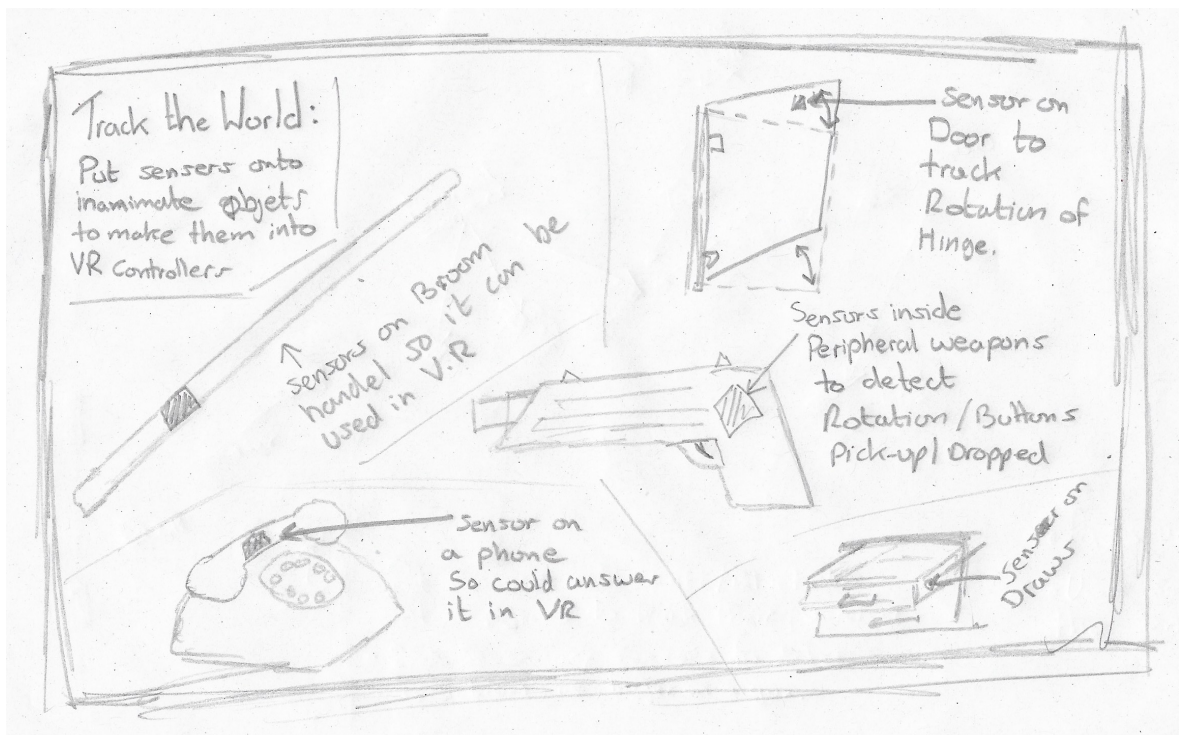 Track the World:
Put sensers onto
inamimate objets
to make them into
VR Controllers
sensors on Broom
handel so it can be
used in V.R
Sensor on
Door to
track
Rotation of
Hinge.
Sensors inside
Peripheral weapons
to detect
Rotation/Buttons
Pick-up/Dropped
Sensor on
a phone
So could answer
it in VR
Sensor on
Draws